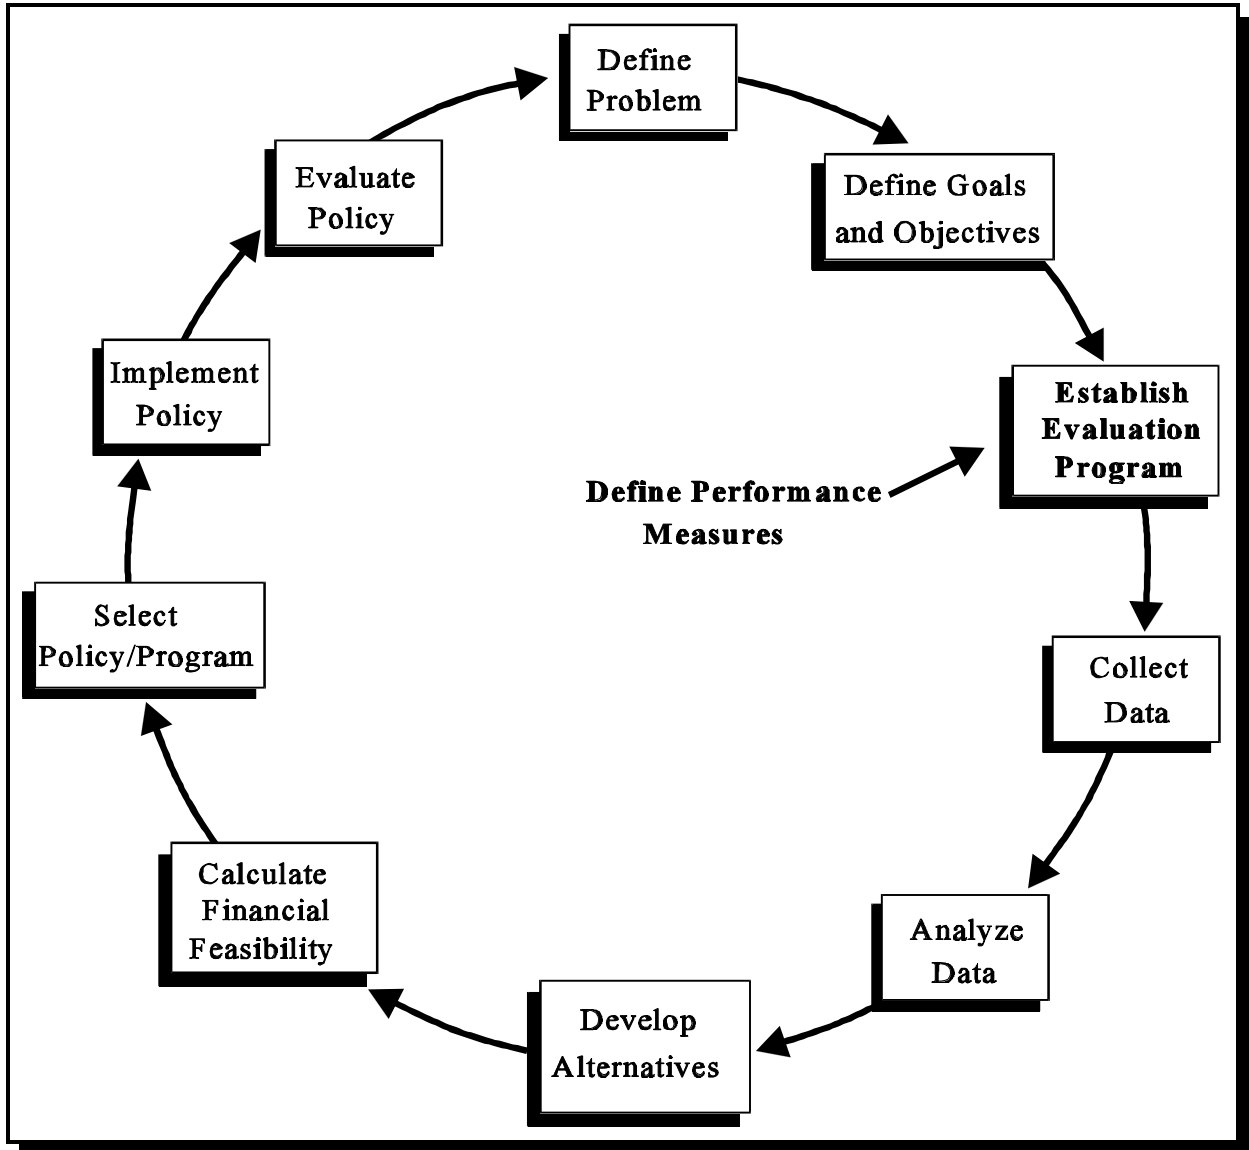 Define
Problem
Define Goals
and Objectives
Establish
Evaluation
Program
Define Performance
Measures
Collect
Data
Analyze
Data
Develop
Alternatives
Calculate
Financial
Feasibility
Select
Policy/Program
Implement
Policy
Evaluate
Policy